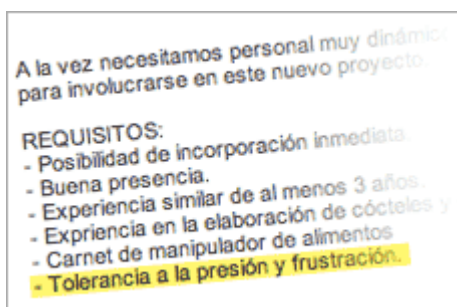 A la vez necesitamos personal muy dinámico
para involucrarse en este nuevo proyecto.
REQUISITOS:
- Posibilidad de incorporación inmediata.
- Buena presencia.
- Experiencia similar de al menos 3 años.
- Expriencia en la elaboración de cócteles y
- Carnet de manipulador de alimentos
- Tolerancia a la presión y frustración.